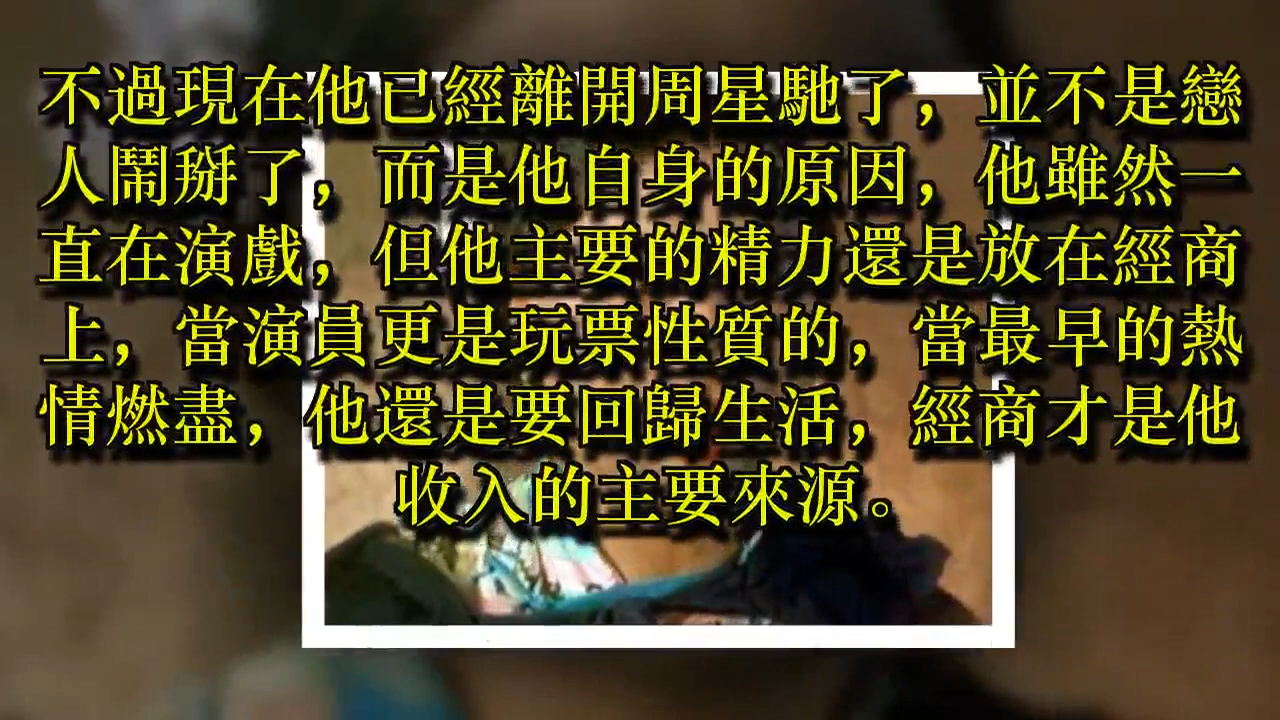 不過現在他已經離開周星馳了，並不是戀
人鬧掰了，而是他自身的原因，他雖然一
直在演戲，但他主要的精力還是放在經商
上，當演員更是玩票性質的，當最早的熱
情燃盡，他還是要回歸生活，經商才是他
收入的主要來源。